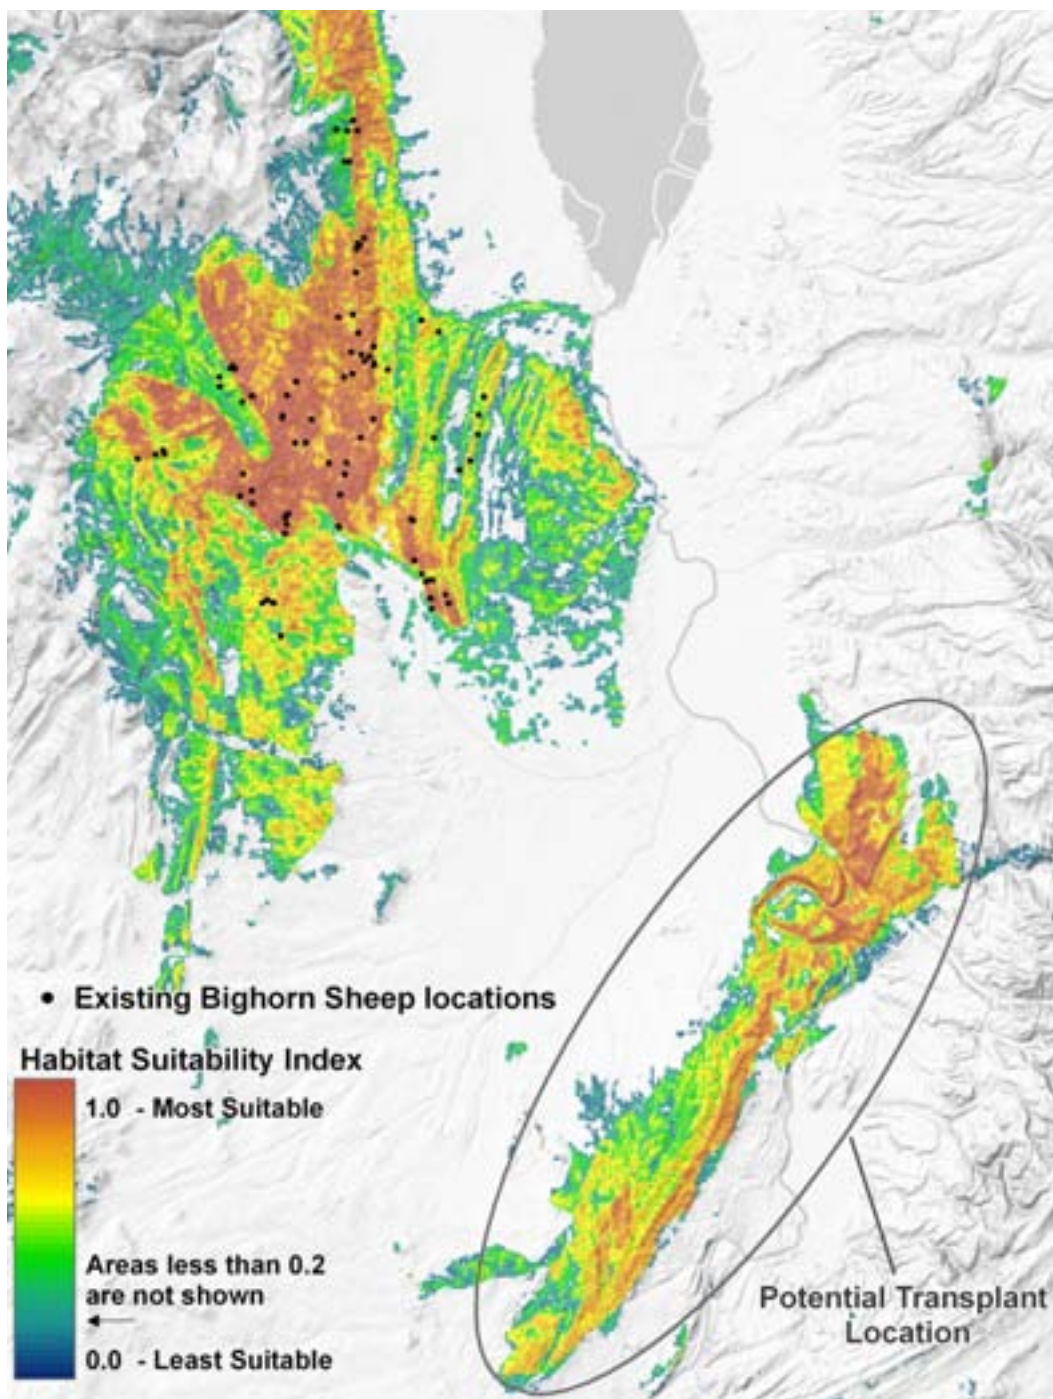 Existing Bighorn Sheep locations
Habitat Suitability Index
1.0 - Most Suitable
Areas less than 0.2
are not shown
0.0 - Least Suitable
Potential Transplant
Location